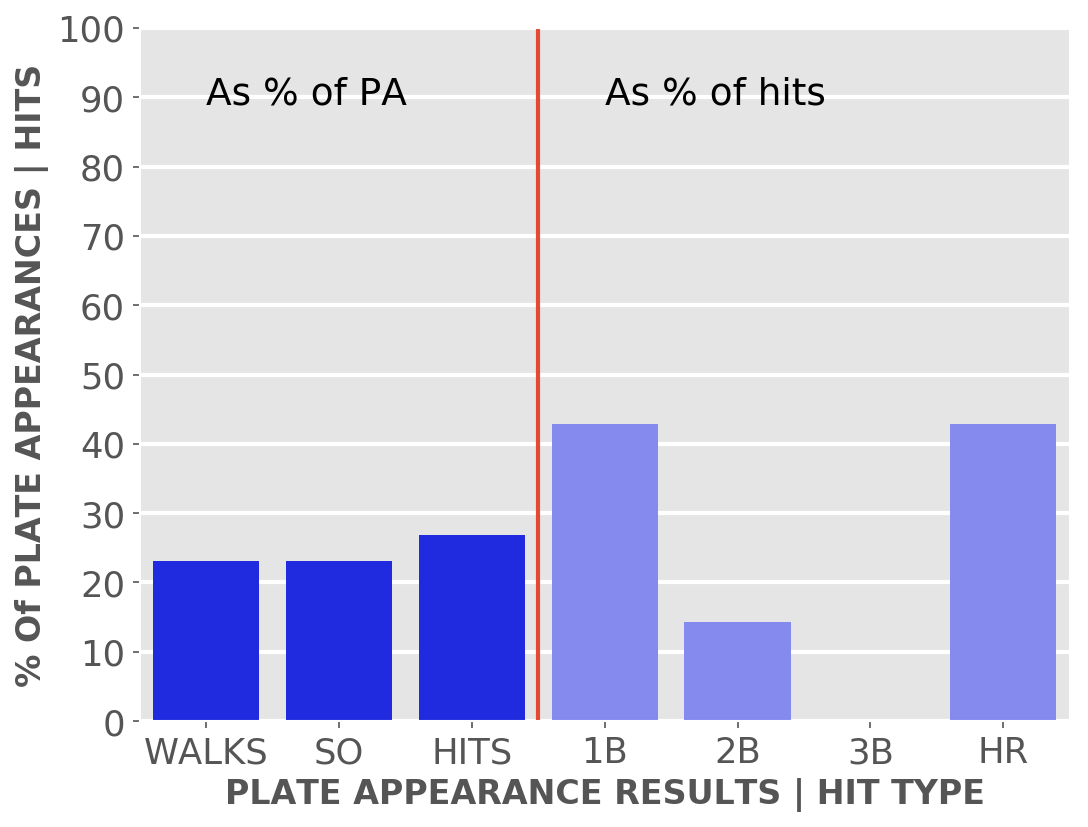 100
As % of PA
As % of hits
90
80
70
60
50
40
30
20
10
0
% Of PLATE APPEARANCES | HITS
WALKS SO HITS 1B 2B 3B HR
PLATE APPEARANCE RESULTS | HIT TYPE